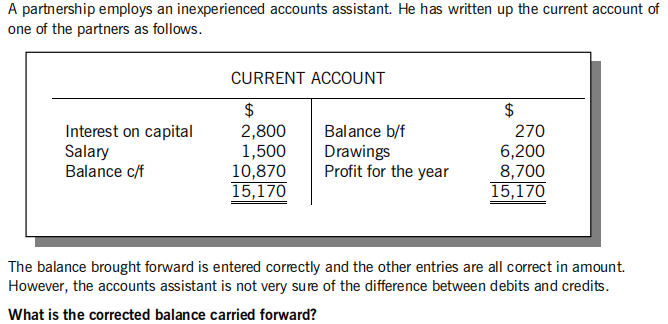 A partnership employs an inexperienced accounts assistant. He has written up the current account of
one of the partners as follows.
CURRENT ACCOUNT
$ $
Interest on capital 2,800 Balance b/f 270
Salary 1,500 Drawings 6,200
Balance c/f 10,870 Profit for the year 8,700
15,170 15,170
The balance brought forward is entered correctly and the other entries are all correct in amount.
However, the accounts assistant is not very sure of the difference between debits and credits.
What is the corrected balance carried forward?